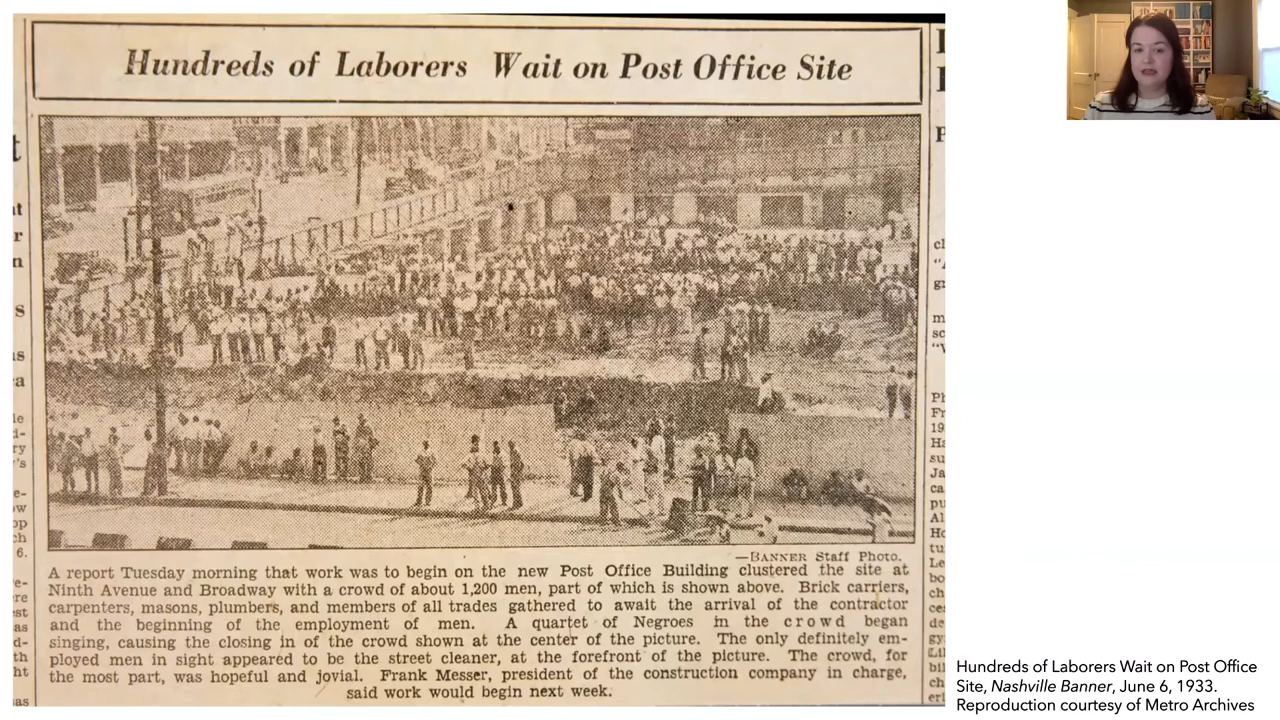 Hundreds of Laborers Wait on Post Office Site
—BANNER Staff Photo.
A report Tuesday morning that work was to begin on the new Post Office Building clustered the site at
Ninth Avenue and Broadway with a crowd of about 1,200 men, part of which is shown above. Brick carriers,
carpenters, masons, plumbers, and members of all trades gathered to await the arrival of the contractor
and the beginning of the employment of men. A quartet of Negroes in the crowd began
singing, causing the closing in of the crowd shown at the center of the picture. The only definitely em-
ployed men in sight appeared to be the street cleaner, at the forefront of the picture. The crowd, for
the most part, was hopeful and jovial. Frank Messer, president of the construction company in charge,
said work would begin next week.
Hundreds of Laborers Wait on Post Office
Site, Nashville Banner, June 6, 1933.
Reproduction courtesy of Metro Archives